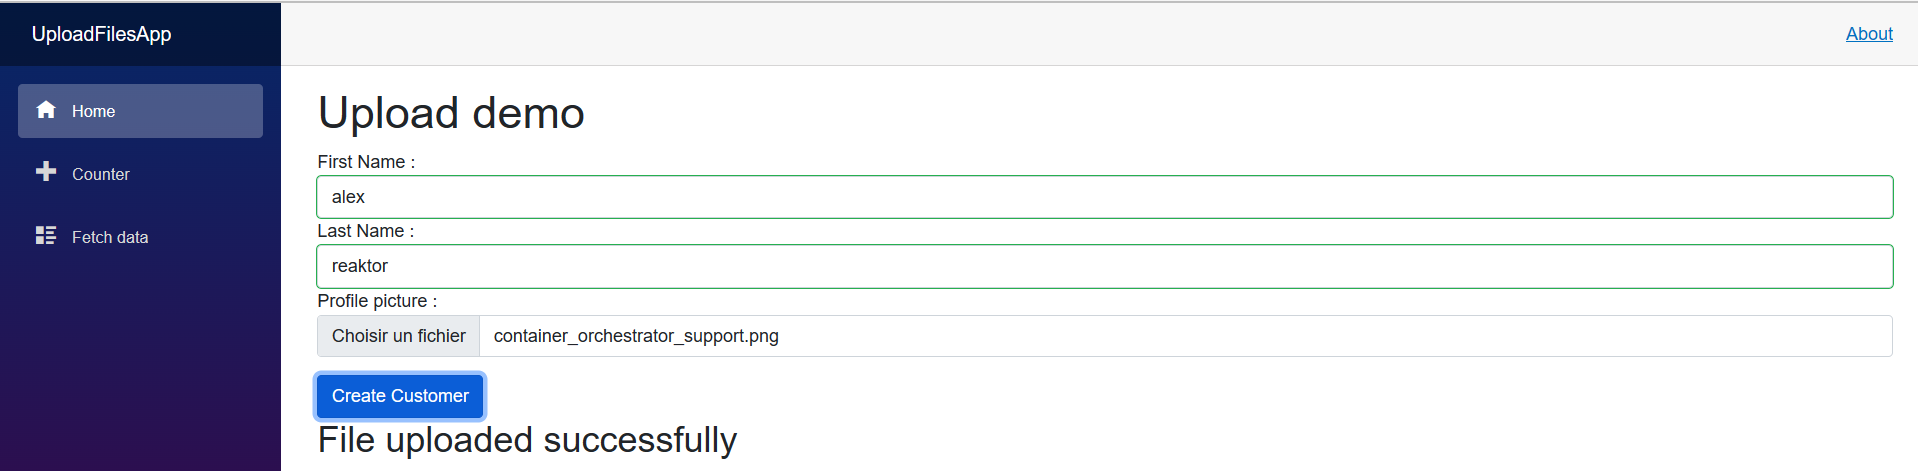 UploadFilesApp
About
Home
Counter
Fetch data
Upload demo
First Name :
alex
Last Name :
reaktor
Profile picture :
Choisir un fichier container_orchestrator_support.png
Create Customer
File uploaded successfully